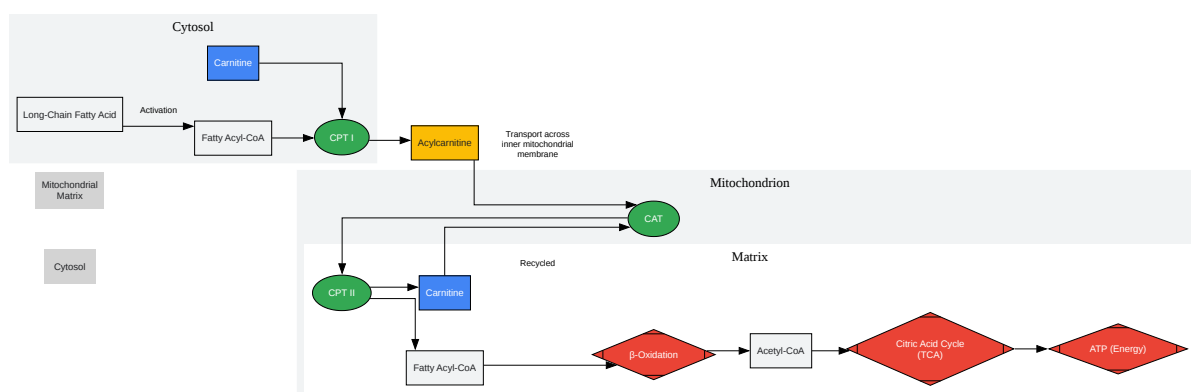 Cytosol
Carnitine
Long-Chain Fatty Acid
Activation
Fatty Acyl-CoA
CPT I
Acylcarnitine
Transport across
inner mitochondrial
membrane
Mitochondrial
Matrix
Mitochondrion
CAT
Cytosol
Matrix
Recycled
CPT II
Carnitine
Fatty Acyl-CoA
β-Oxidation
Acetyl-CoA
Citric Acid Cycle
(TCA)
ATP (Energy)